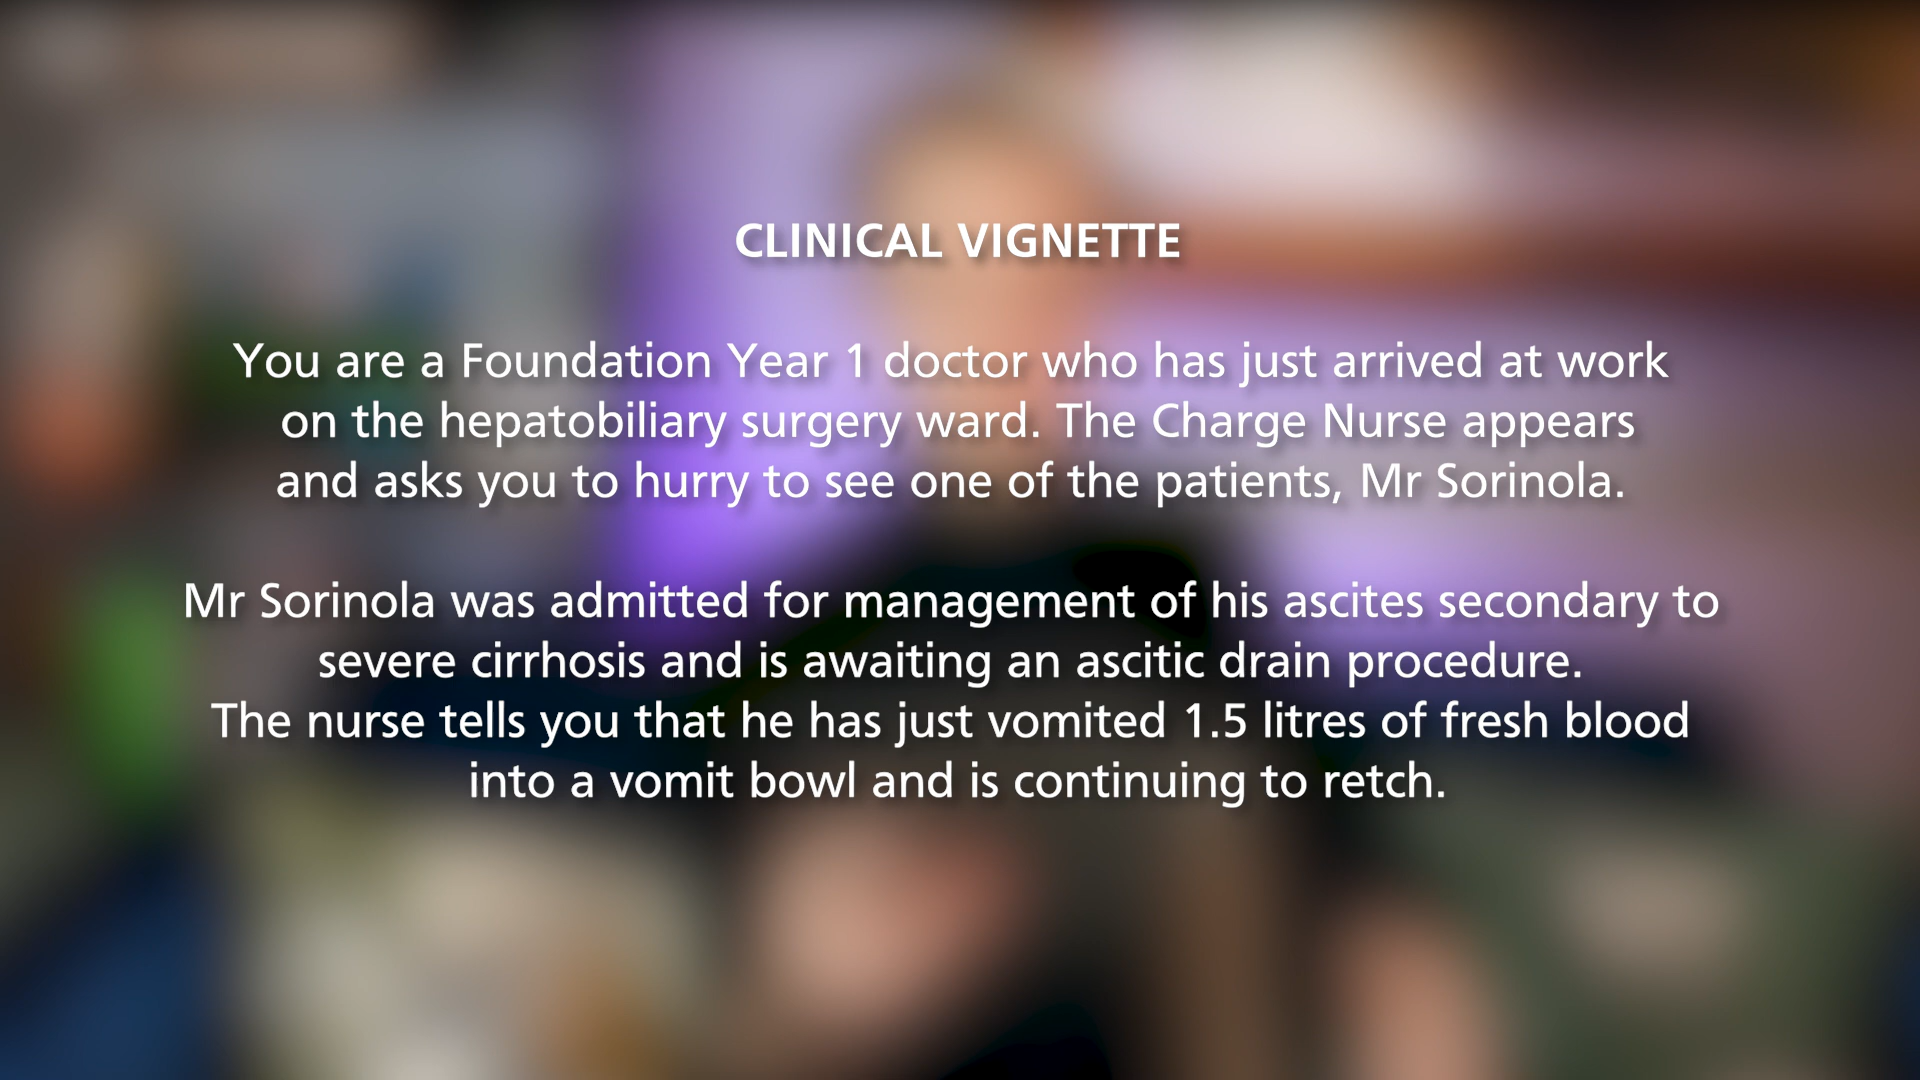 CLINICAL VIGNETTE
You are a Foundation Year 1 doctor who has just arrived at work
on the hepatobiliary surgery ward. The Charge Nurse appears
and asks you to hurry to see one of the patients, Mr Sorinola.
Mr Sorinola was admitted for management of his ascites secondary to
severe cirrhosis and is awaiting an ascitic drain procedure.
The nurse tells you that he has just vomited 1.5 litres of fresh blood
into a vomit bowl and is continuing to retch.